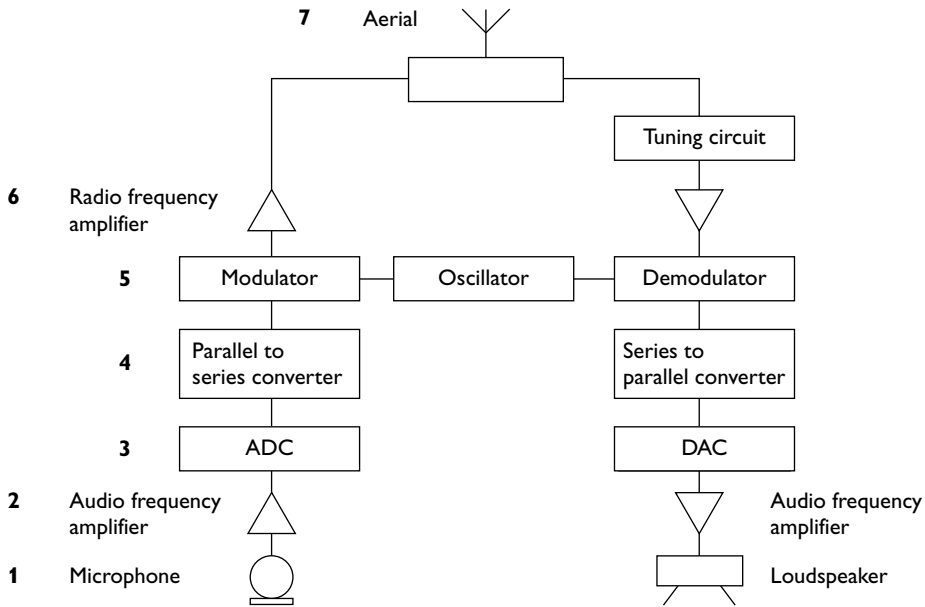 7 Aerial
Tuning circuit
6 Radio frequency
amplifier
5 Modulator Oscillator Demodulator
4 Parallel to
series converter
Series to
parallel converter
3 ADC DAC
2 Audio frequency
amplifier
Audio frequency
amplifier
1 Microphone Loudspeaker